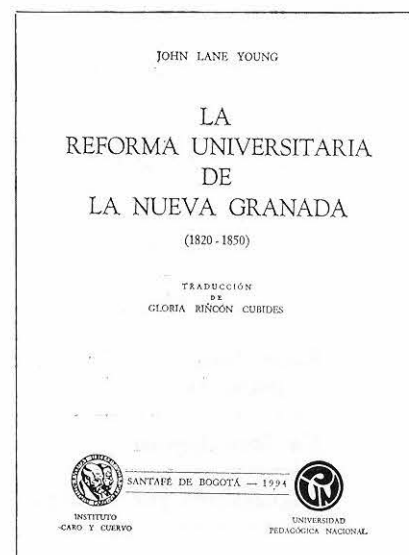 JOHN LANE YOUNG
LA
REFORMA UNIVERSITARIA
DE
LA NUEVA GRANADA
(1820 - 1850)
TRADUCCIÓN
DE
GLORIA RINCÓN CUBIDES
SANTAFÉ DE BOGOTÁ — 1994
INSTITUTO
CARO Y CUERVO
UNIVERSIDAD
PEDAGÓGICA NACIONAL